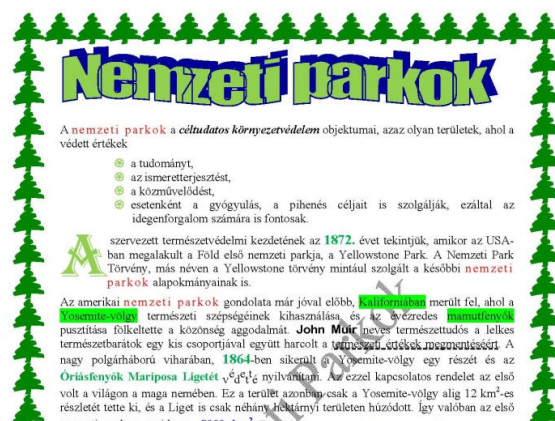 Nemzeti parkok
A nemzeti parkok a céltudatos környezetvédelem objektumai, azaz olyan területek, ahol a
védett értékek
a tudományt,
az ismeretterjesztést,
a közművelődést,
esetenként a gyógyulás, a pihenés céljait is szolgálják, ezáltal az
idegenforgalom számára is fontosak.
A szervezett természetvédelmi kezdetének az 1872. évet tekintjük, amikor az USA-
ban megalakult a Föld első nemzeti parkja, a Yellowstone Park. A Nemzeti Park
Törvény, más néven a Yellowstone törvény mintául szolgált a későbbi nemzeti
parkok alapokmányainak is.
Az amerikai nemzeti parkok gondolata már jóval előbb, Kaliforniában merült fel, ahol a
Yosemite-völgy természeti szépségeinek kihasználása és az évezredes mamutfenyők
pusztítása fölkeltette a közönség aggodalmát. John Muir neves természettudós a lelkes
természetbarátok egy kis csoportjával együtt harcolt a természeti értékek megmentéséért. A
nagy polgárháború viharában, 1864-ben sikerült a Yosemite-völgy egy részét és az
Óriásfenyők Mariposa Ligetét védetté nyilvánítani. Az ezzel kapcsolatos rendelet az első
volt a világon a maga nemében. Ez a terület azonban csak a Yosemite-völgy alig 12 km²-es
részletét tette ki, és a Liget is csak néhány hektárnyi területen húzódott. Így valóban az első
Parkok